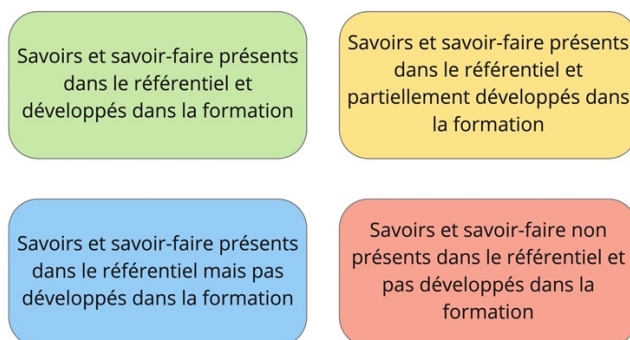 Savoirs et savoir-faire présents
dans le référentiel et
développés dans la formation
Savoirs et savoir-faire présents
dans le référentiel et
partiellement développés dans
la formation
Savoirs et savoir-faire présents
dans le référentiel mais pas
développés dans la formation
Savoirs et savoir-faire non
présents dans le référentiel et
pas développés dans la
formation